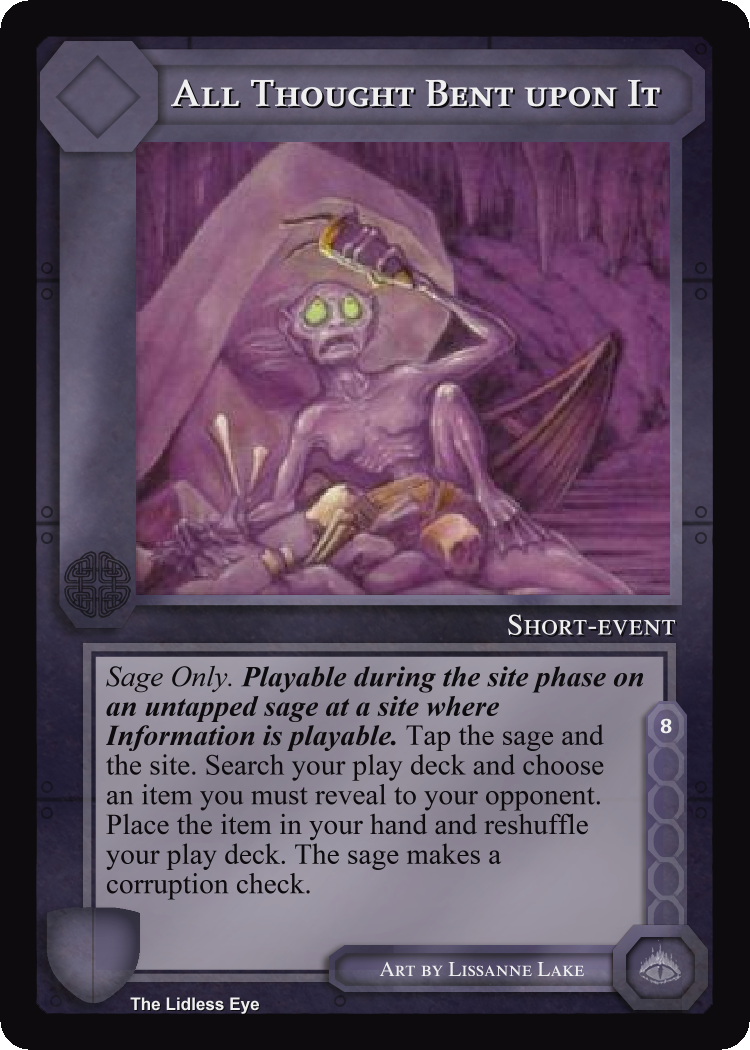 All Thought Bent upon It
Short-event
Sage Only. Playable during the site phase on
an untapped sage at a site where
Information is playable. Tap the sage and
the site. Search your play deck and choose
an item you must reveal to your opponent.
Place the item in your hand and reshuffle
your play deck. The sage makes a
corruption check.
8
Art by Lissanne Lake
The Lidless Eye